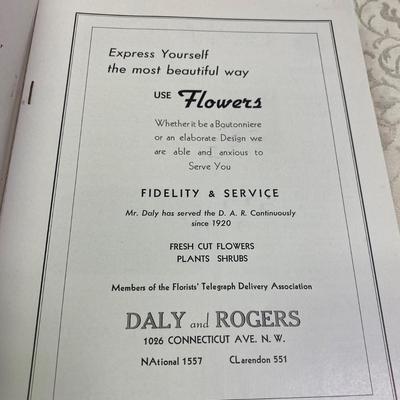 Express Yourself
the most beautiful way
USE Flowers
Whether it be a Boutonniere
or an elaborate Design we
are able and anxious to
Serve You
FIDELITY & SERVICE
Mr. Daly has served the D. A. R. Continuously
since 1920
FRESH CUT FLOWERS
PLANTS SHRUBS
Members of the Florists' Telegraph Delivery Association
DALY and ROGERS
1026 CONNECTICUT AVE. N. W.
NAtional 1557 CLarendon 551